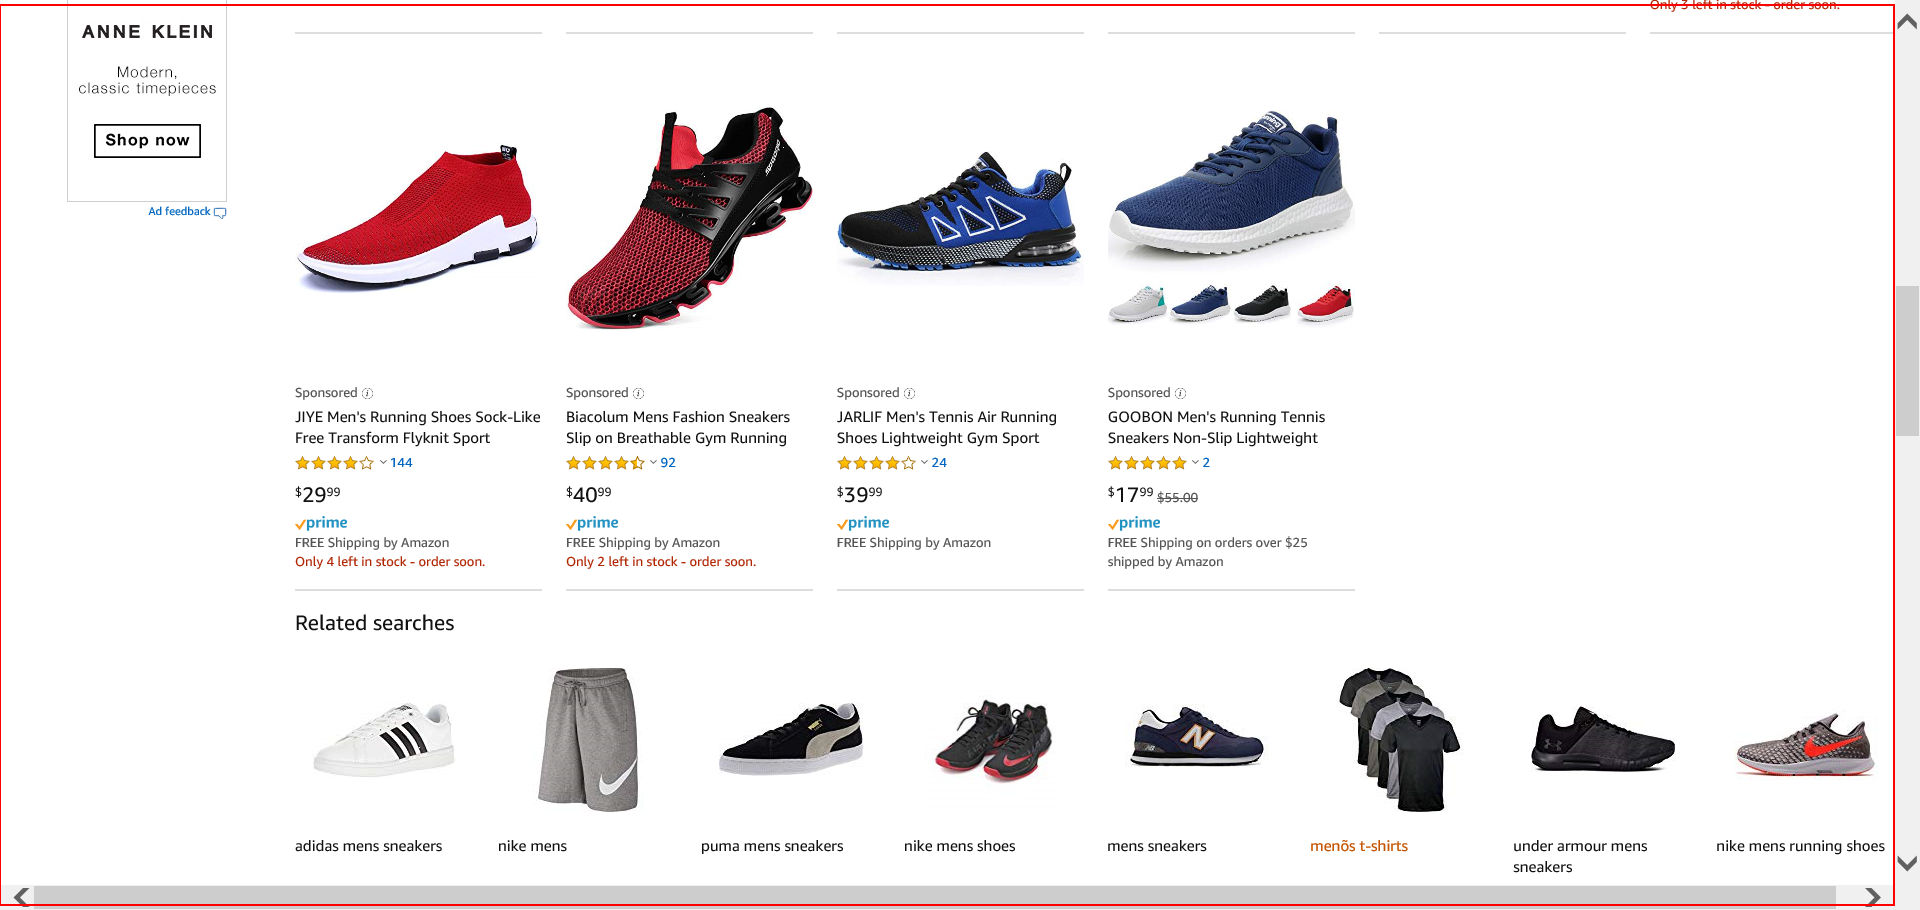 Only 3 left in stock - order soon.
ANNE KLEIN
Modern,
classic timepieces
Shop now
Ad feedback
Sponsored
JIYE Men's Running Shoes Sock-Like
Free Transform Flyknit Sport
144
$29.99
prime
FREE Shipping by Amazon
Only 4 left in stock - order soon.
Sponsored
Biacolum Mens Fashion Sneakers
Slip on Breathable Gym Running
92
$40.99
prime
FREE Shipping by Amazon
Only 2 left in stock - order soon.
Sponsored
JARLIF Men's Tennis Air Running
Shoes Lightweight Gym Sport
24
$39.99
prime
FREE Shipping by Amazon
Sponsored
GOOBON Men's Running Tennis
Sneakers Non-Slip Lightweight
2
$17.99 $55.00
prime
FREE Shipping on orders over $25
shipped by Amazon
Related searches
adidas mens sneakers
nike mens
puma mens sneakers
nike mens shoes
mens sneakers
menõs t-shirts
under armour mens
sneakers
nike mens running shoes